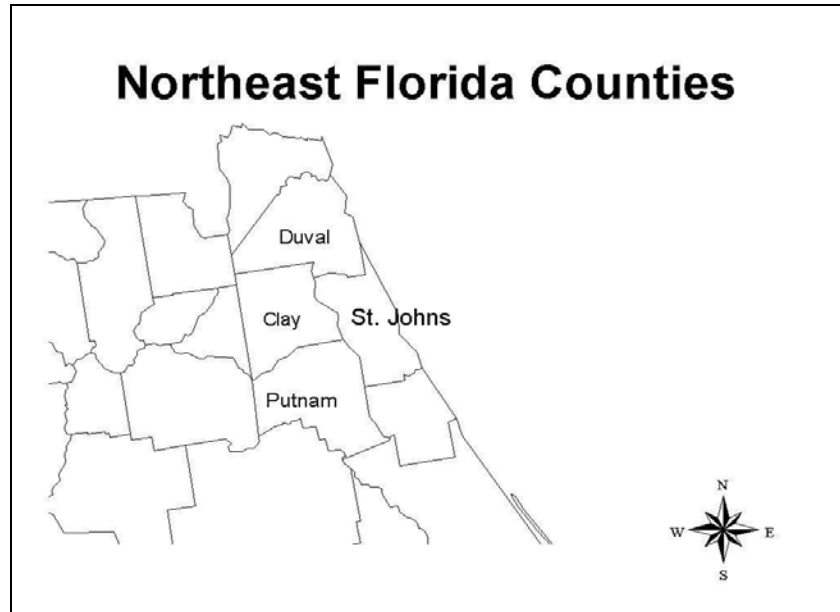 Northeast Florida Counties
Duval
Clay
St. Johns
Putnam
N
W
E
S